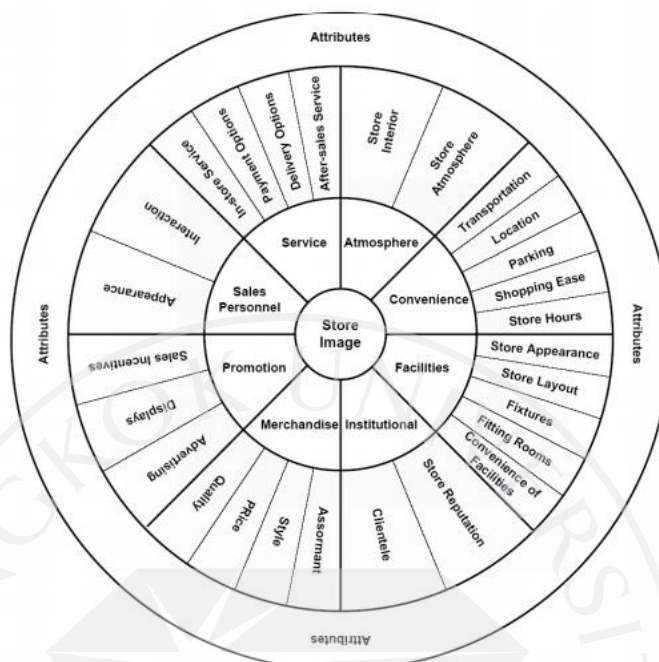 Attributes
After-sales Service
Delivery Options
Payment Options
In-store Service
Store
Interior
Store
Atmosphere
Transportation
Location
Parking
Shopping Ease
Store Hours
Interaction
Appearance
Service
Atmosphere
Sales
Personnel
Convenience
Store
Image
Attributes
Attributes
Promotion
Facilities
Merchandise
Institutional
Sales Incentives
Displays
Advertising
Store Appearance
Store Layout
Fixtures
Fitting Rooms
Convenience of
Facilities
Quality
PRice
Style
Assormant
Clientele
Store Reputation
Attributes
GKOK UNIVERSI